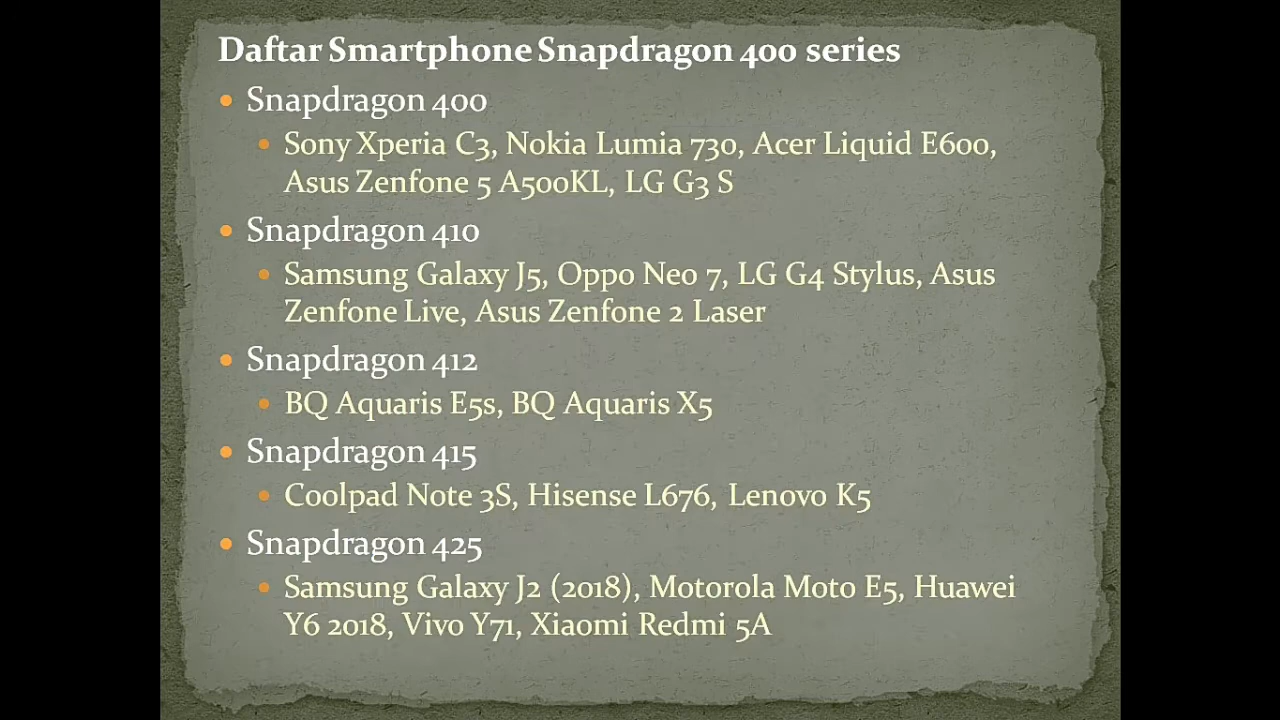 Daftar Smartphone Snapdragon 400 series
Snapdragon 400
Sony Xperia C3, Nokia Lumia 730, Acer Liquid E600,
Asus Zenfone 5 A500KL, LG G3 S
Snapdragon 410
Samsung Galaxy J5, Oppo Neo 7, LG G4 Stylus, Asus
Zenfone Live, Asus Zenfone 2 Laser
Snapdragon 412
BQ Aquaris E5s, BQ Aquaris X5
Snapdragon 415
Coolpad Note 3S, Hisense L676, Lenovo K5
Snapdragon 425
Samsung Galaxy J2 (2018), Motorola Moto E5, Huawei
Y6 2018, Vivo Y71, Xiaomi Redmi 5A